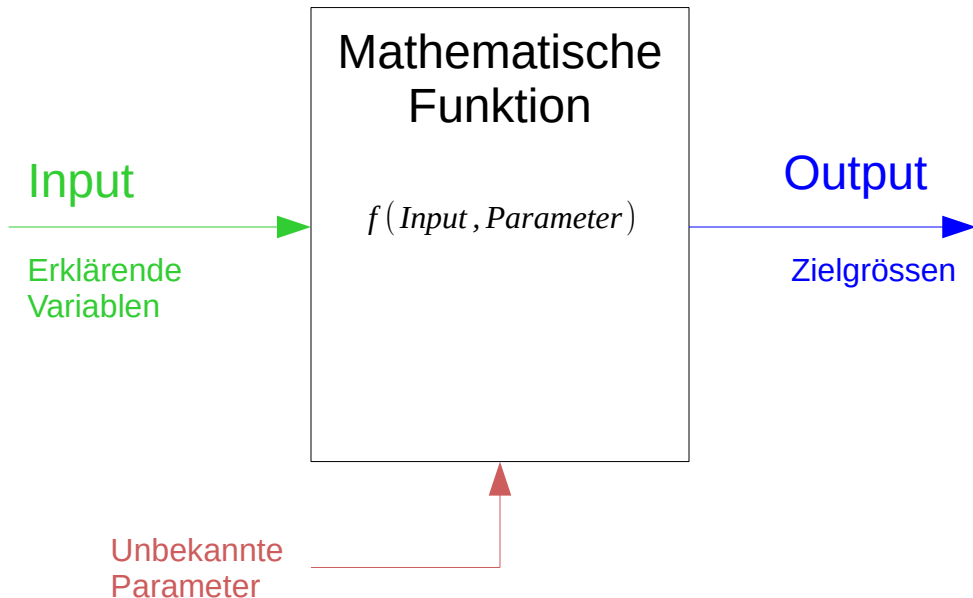 Mathematische
Funktion
Input
Output
f(Input, Parameter)
Erklärende
Variablen
Zielgrössen
Unbekannte
Parameter